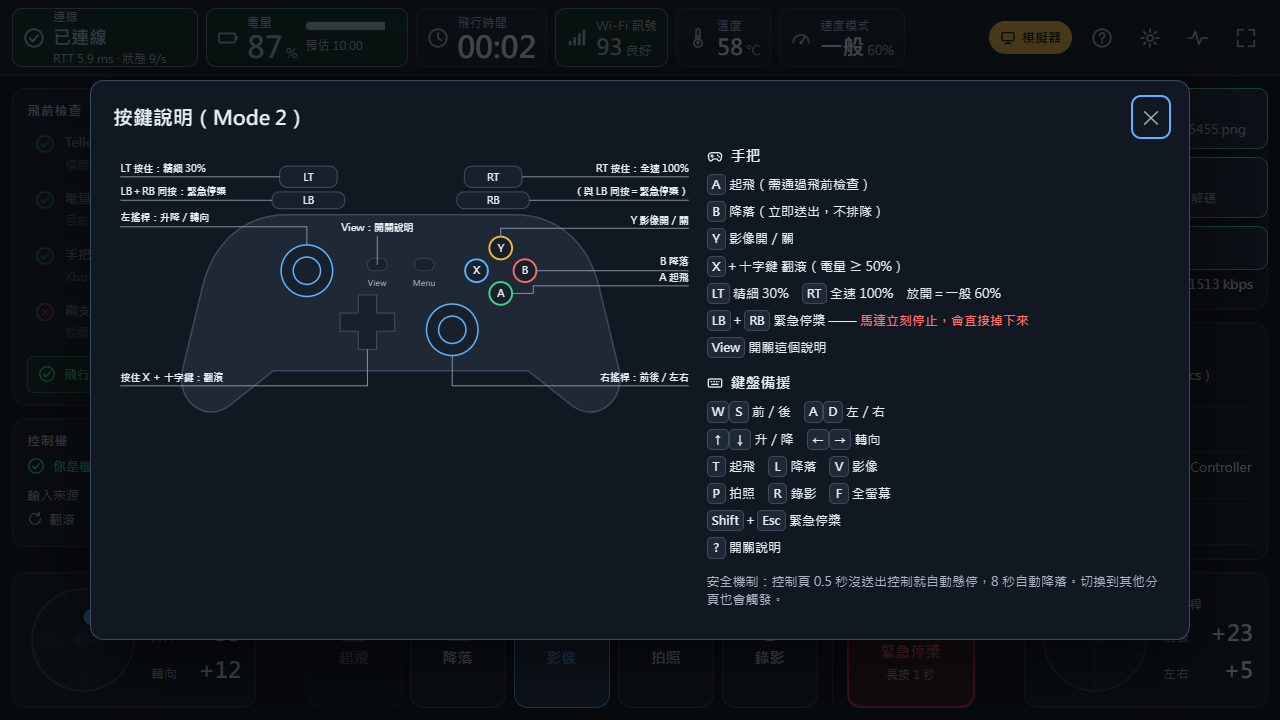 連線
已連線
RTT 5.9 ms · 狀態 9/s
電量
87 %
預估 10:00
飛行時間
00:02
Wi-Fi 訊號
93 良好
溫度
58 °C
速度模式
一般 60%
模擬器
飛前檢查
電量
手把
控制權
輸入來源
翻滾
5455.png
解碼
1513 kbps
Controller
按鍵說明（Mode 2）
LT 按住：精細 30%
LB + RB 同按：緊急停槳
左搖桿：升降 / 轉向
LT
LB
RT
RB
RT 按住：全速 100%
（與 LB 同按＝緊急停槳）
Y 影像開 / 關
View：開關說明
Y
X
B
A
B 降落
A 起飛
View
Menu
按住 X ＋ 十字鍵：翻滾
右搖桿：前後 / 左右
手把
A 起飛（需通過飛前檢查）
B 降落（立即送出，不排隊）
Y 影像開 / 關
X + 十字鍵 翻滾（電量 ≥ 50%）
LT 精細 30% RT 全速 100% 放開＝一般 60%
LB + RB 緊急停槳 —— 馬達立刻停止，會直接掉下來
View 開關這個說明
鍵盤備援
W S 前 / 後 A D 左 / 右
↑ ↓ 升 / 降 ← → 轉向
T 起飛 L 降落 V 影像
P 拍照 R 錄影 F 全螢幕
Shift + Esc 緊急停槳
? 開關說明
安全機制：控制頁 0.5 秒沒送出控制就自動懸停，8 秒自動降落。切換到其他分
頁也會觸發。
轉向 +12
起飛
降落
影像
拍照
錄影
緊急停槳
長按 1 秒
+23
左右 +5